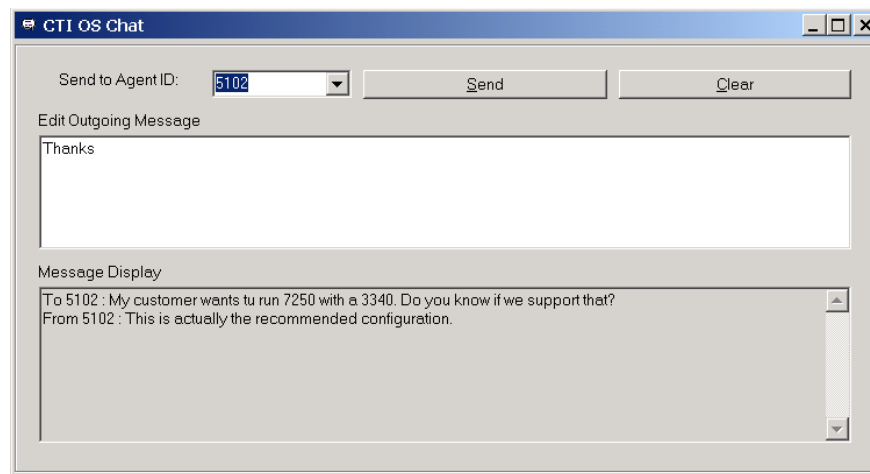 CTI OS Chat
Send to Agent ID:
5102
Send
Clear
Edit Outgoing Message
Thanks
Message Display
To 5102 : My customer wants tu run 7250 with a 3340. Do you know if we support that?
From 5102 : This is actually the recommended configuration.